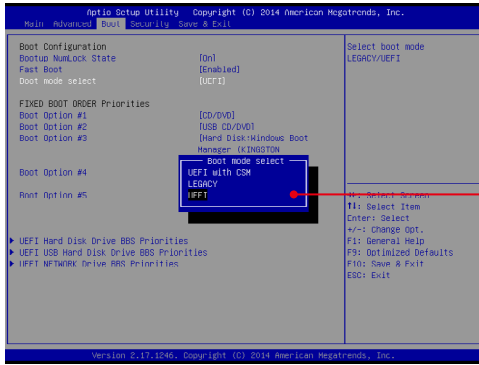 Aptio Setup Utility Copyright (C) 2014 American Megatrends, Inc.
Main Advanced Boot Security Save & Exit
Boot Configuration
Bootup NumLock State [On]
Fast Boot [Enabled]
Boot mode select [UEFI]
FIXED BOOT ORDER Priorities
Boot Option #1 [CD/DVD]
Boot Option #2 [USB CD/DVD]
Boot Option #3 [Hard Disk:Windows Boot
Manager (KINGSTON
Boot mode select
UEFI with CSM
LEGACY
UEFI
Boot Option #4
Boot Option #5
UEFI Hard Disk Drive BBS Priorities
UEFI USB Hard Disk Drive BBS Priorities
UEFI NETWORK Drive BBS Priorities
Select boot mode
LEGACY/UEFI
Select Screen
↑↓: Select Item
Enter: Select
+/-: Change Opt.
F1: General Help
F9: Optimized Defaults
F10: Save & Exit
ESC: Exit
Version 2.17.1246. Copyright (C) 2014 American Megatrends, Inc.